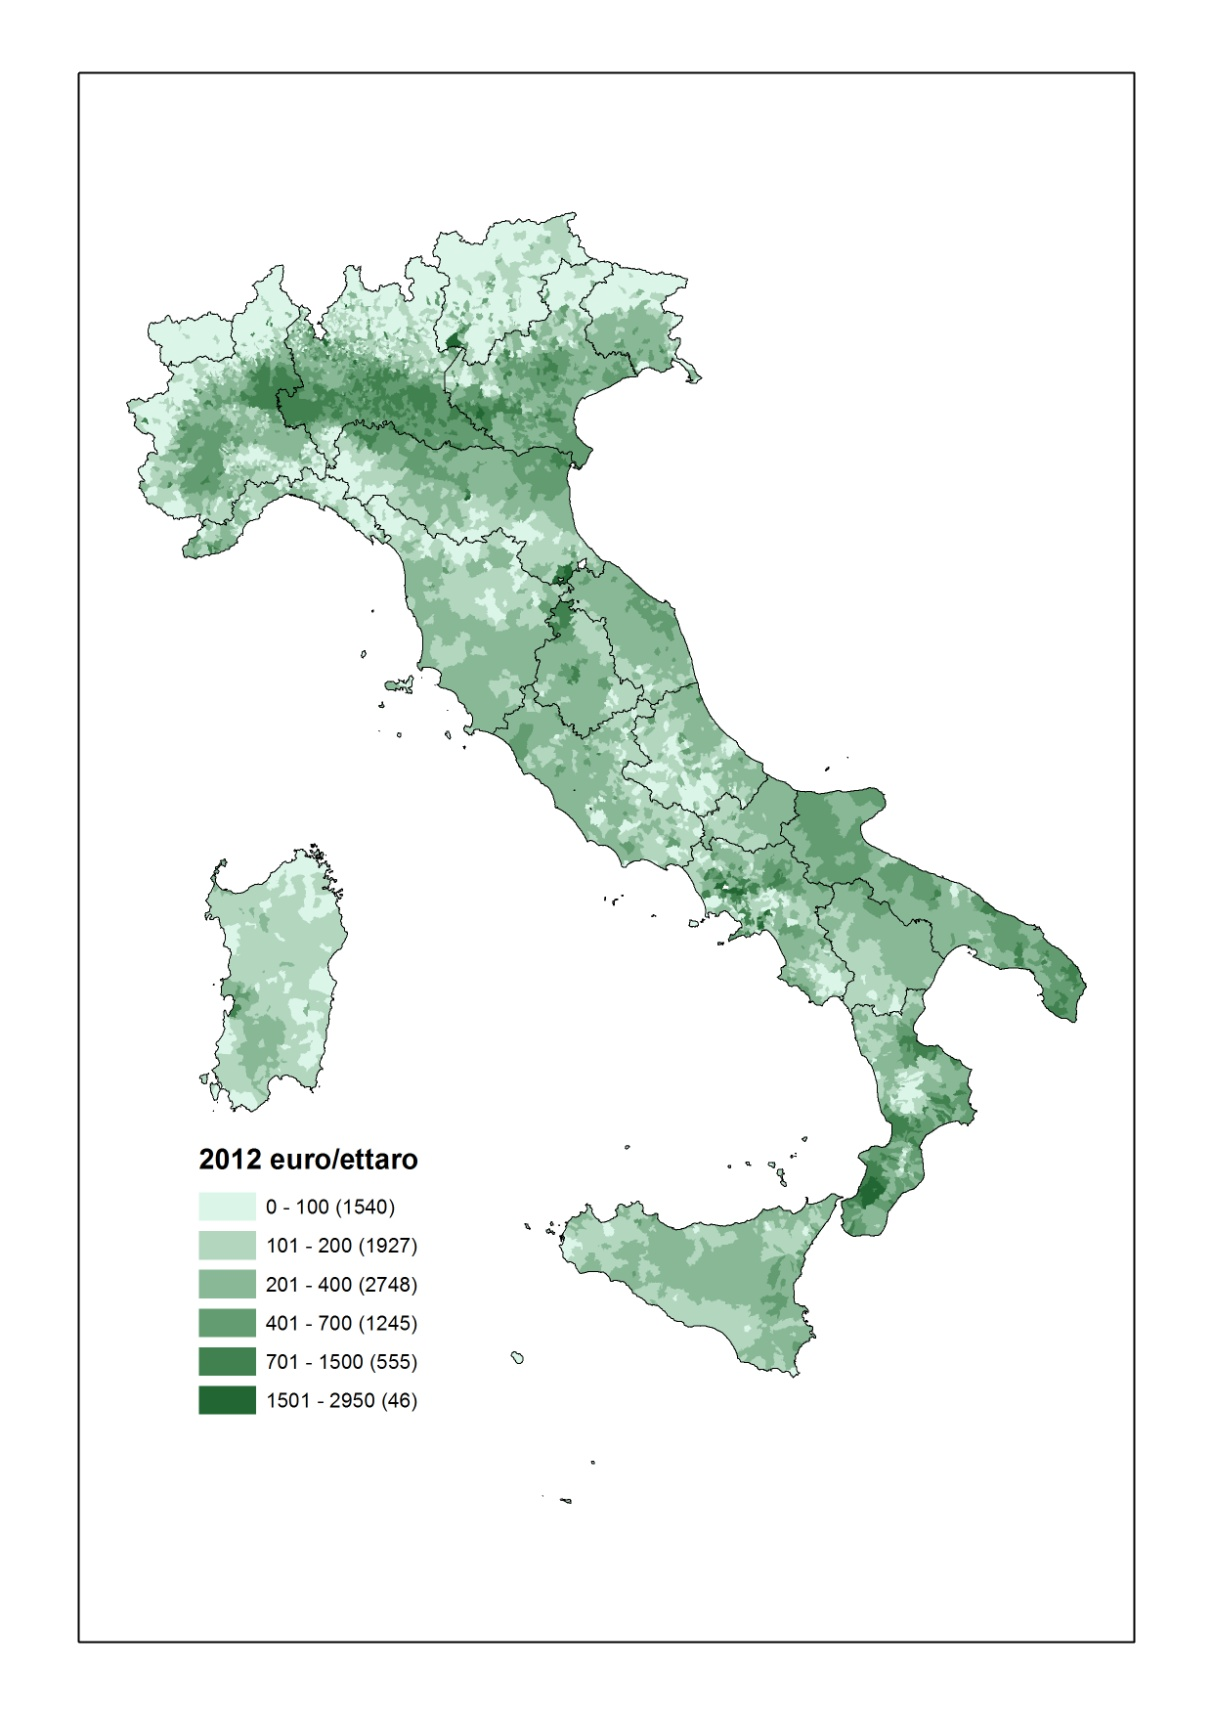 2012 euro/ettaro
0 - 100 (1540)
101 - 200 (1927)
201 - 400 (2748)
401 - 700 (1245)
701 - 1500 (555)
1501 - 2950 (46)